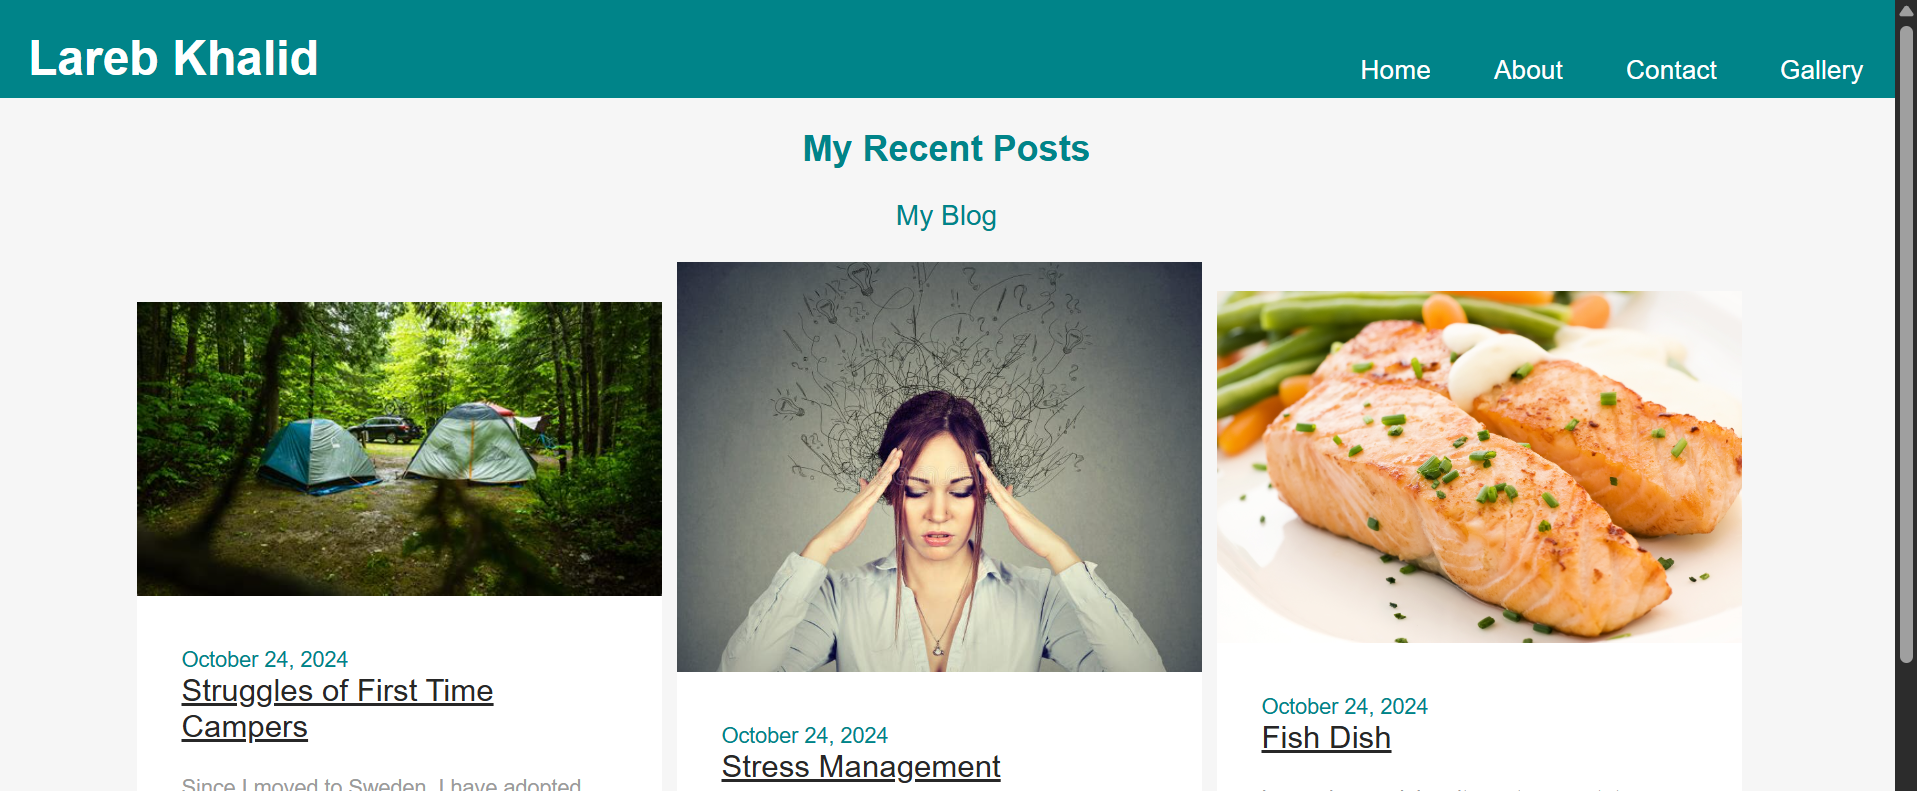 Lareb Khalid
Home About Contact Gallery
My Recent Posts
My Blog
October 24, 2024
Struggles of First Time
Campers
Since I moved to Sweden, I have adopted
October 24, 2024
Stress Management
October 24, 2024
Fish Dish